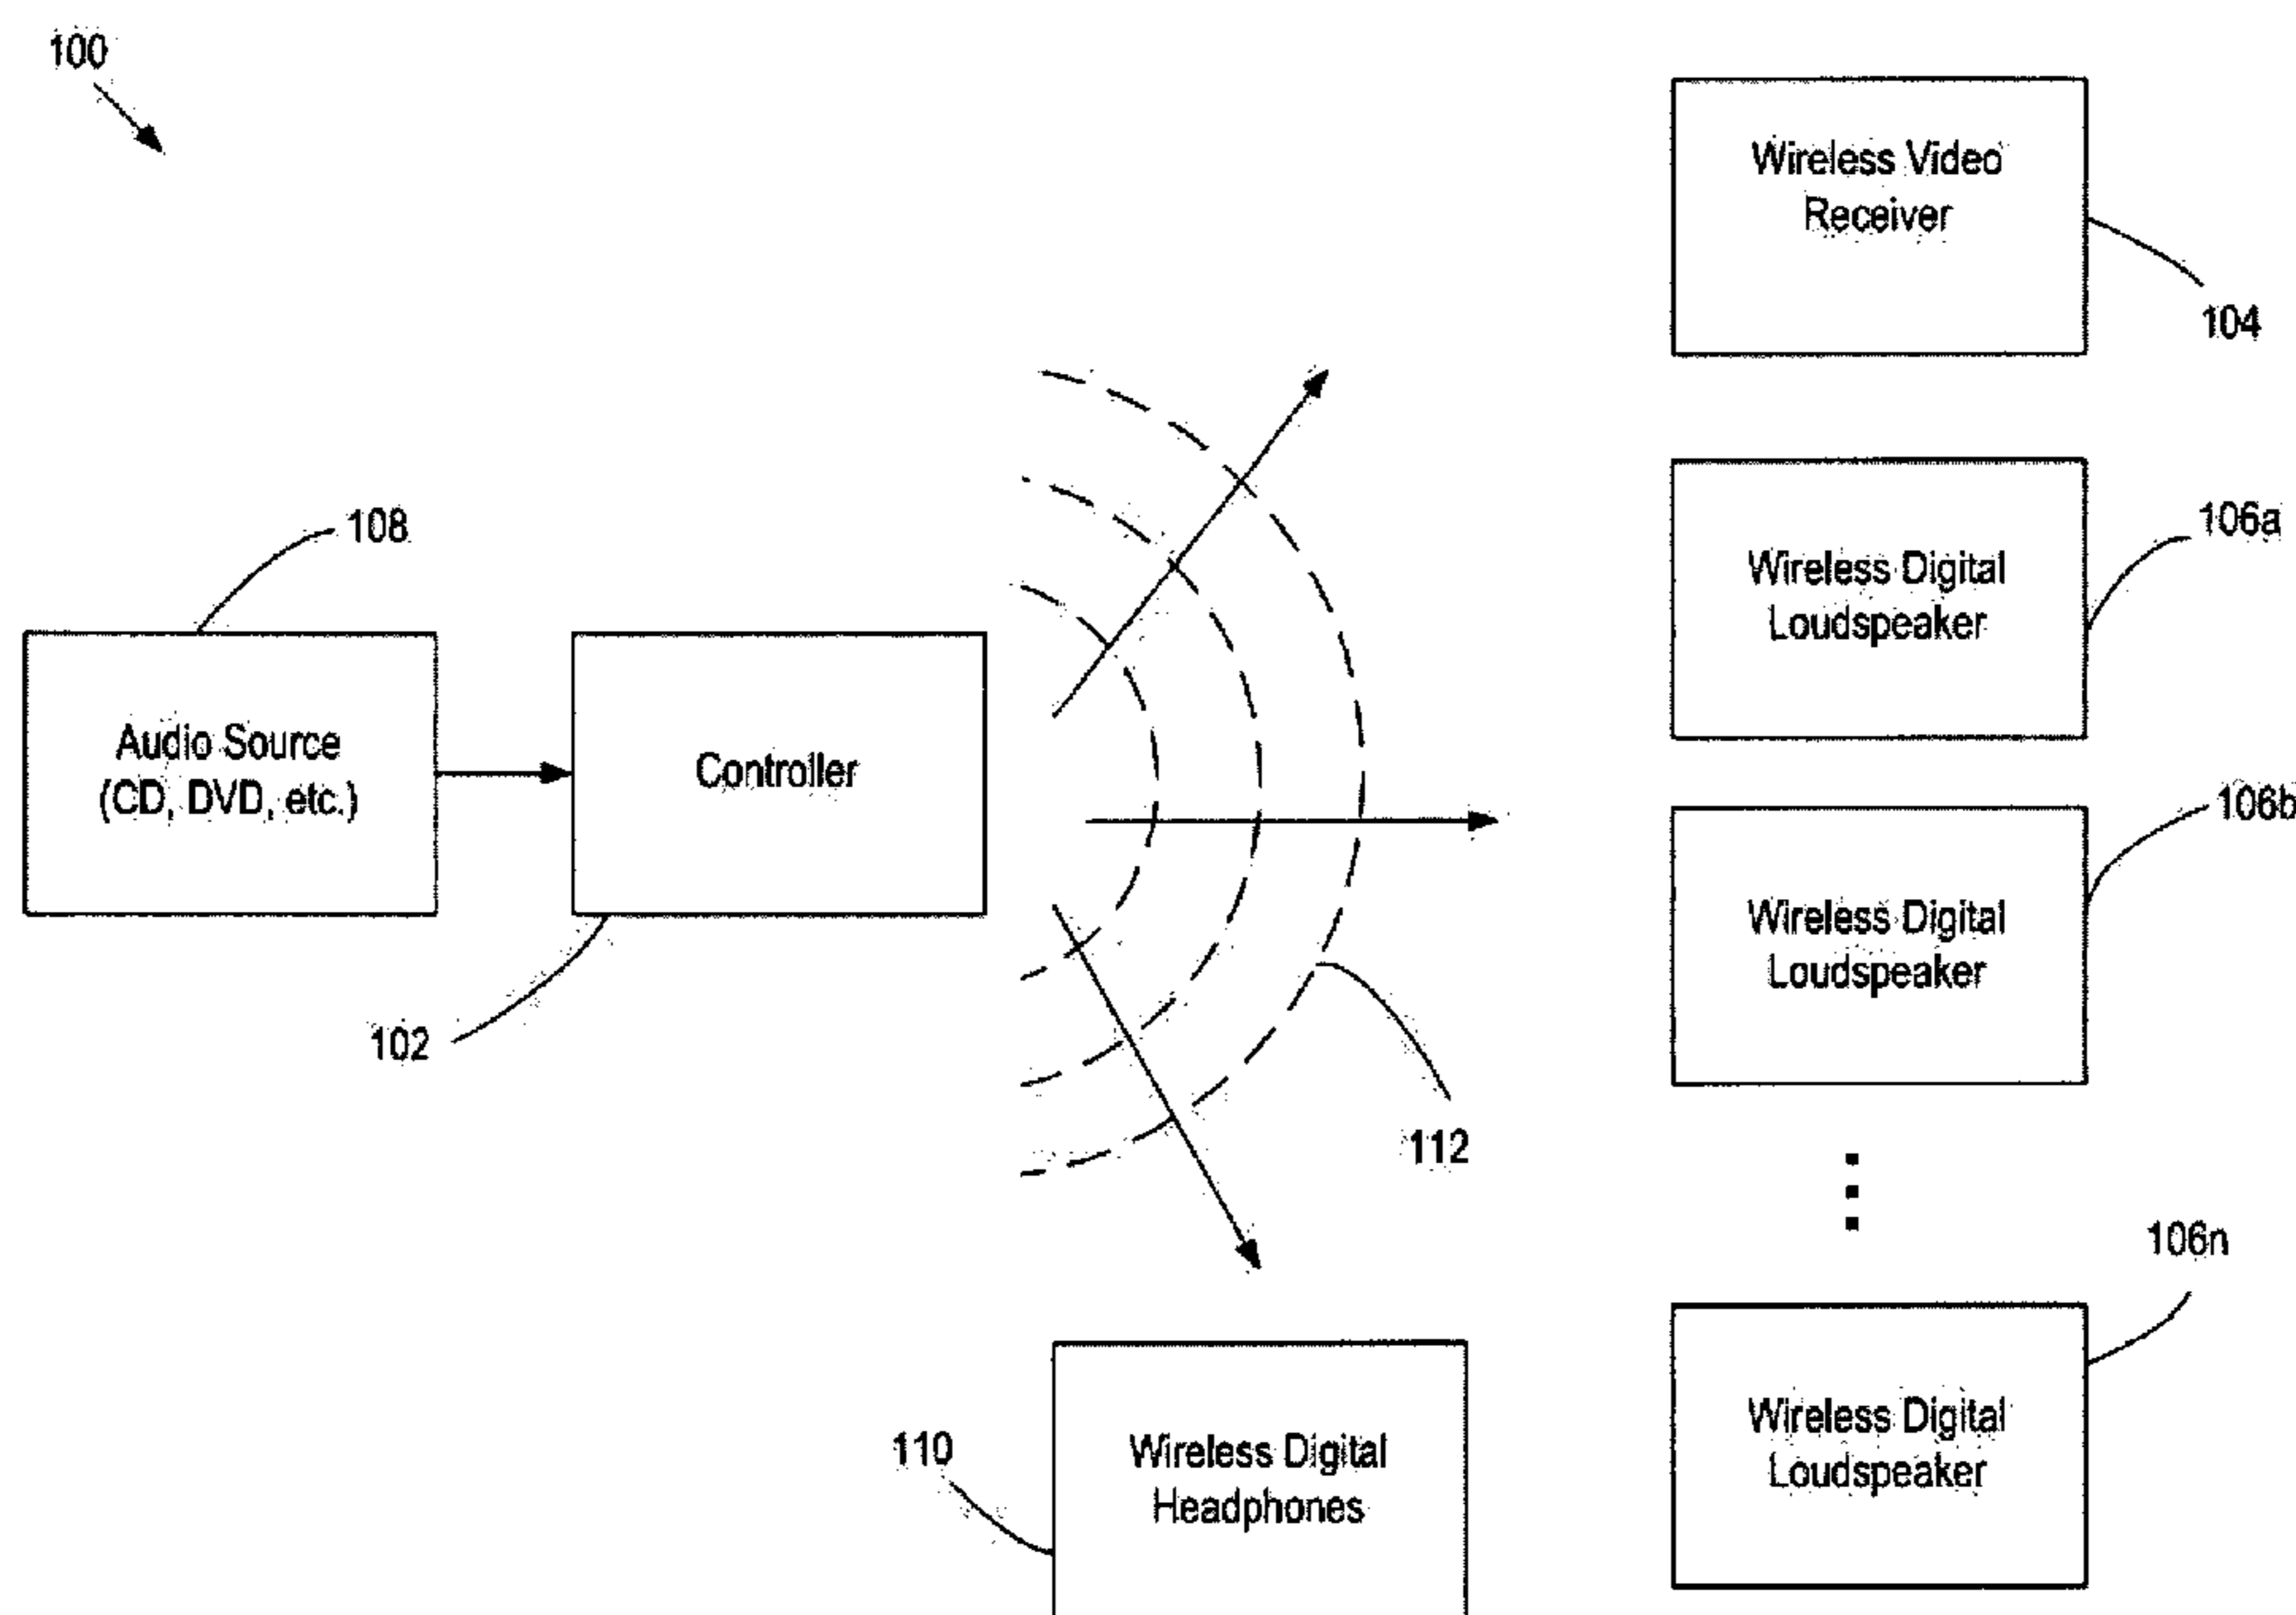 100
Wireless Video
Receiver
104
108
106a
Wireless Digital
Loudspeaker
Audio Source
(CD, DVD, etc.)
Controller
106b
Wireless Digital
Loudspeaker
102
112
106n
Wireless Digital
Loudspeaker
110
Wireless Digital
Headphones